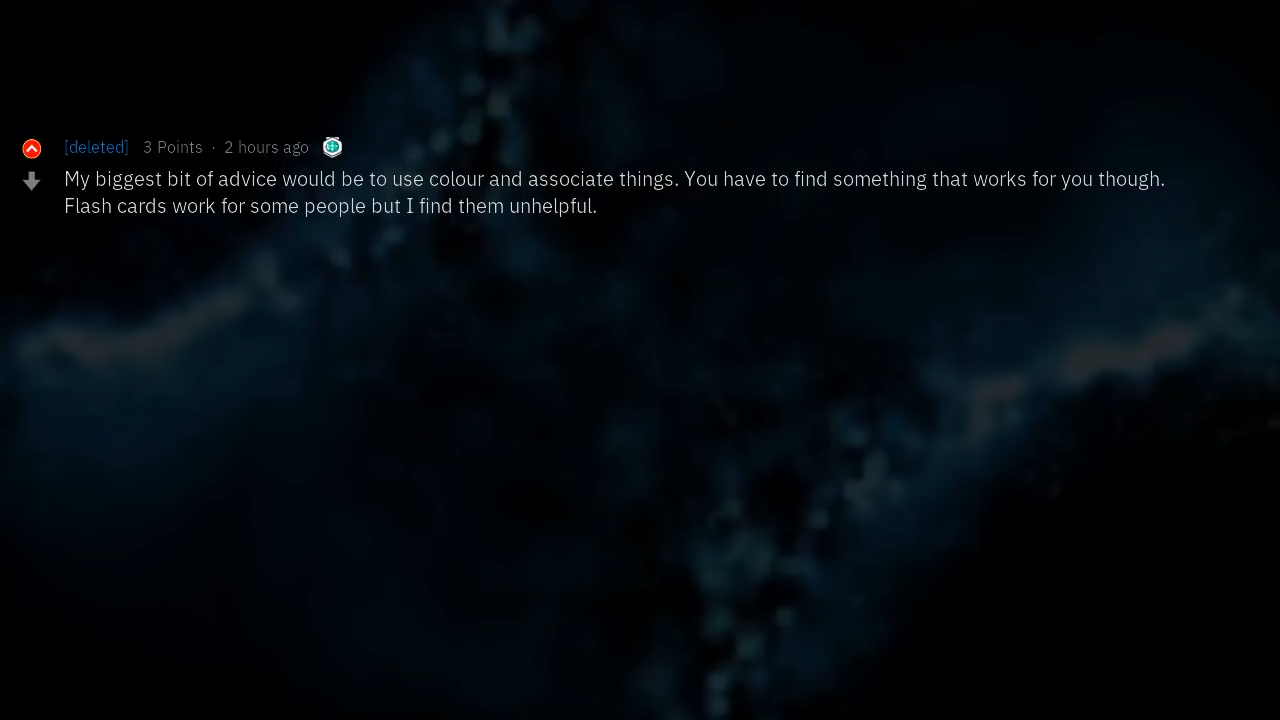 [deleted] 3 Points · 2 hours ago
My biggest bit of advice would be to use colour and associate things. You have to find something that works for you though.
Flash cards work for some people but I find them unhelpful.